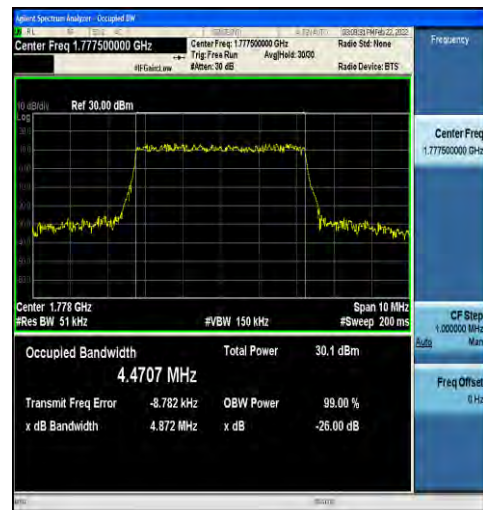 Agilent Spectrum Analyzer - Occupied BW
Center Freq 1.777500000 GHz
Center Freq: 1.777500000 GHz
Radio Std: None
Trig: Free Run
Avg|Hold: 30/30
#IFGain:Low
#Atten: 30 dB
Radio Device: BTS
10 dB/div
Ref 30.00 dBm
Log
Center 1.778 GHz
Span 10 MHz
#Res BW 51 kHz
#VBW 150 kHz
#Sweep 200 ms
Occupied Bandwidth
Total Power
30.1 dBm
4.4707 MHz
Transmit Freq Error
-8.782 kHz
OBW Power
99.00 %
x dB Bandwidth
4.872 MHz
x dB
-26.00 dB
Frequency
Center Freq
1.777500000 GHz
CF Step
1.000000 MHz
Auto
Man
Freq Offset
0 Hz